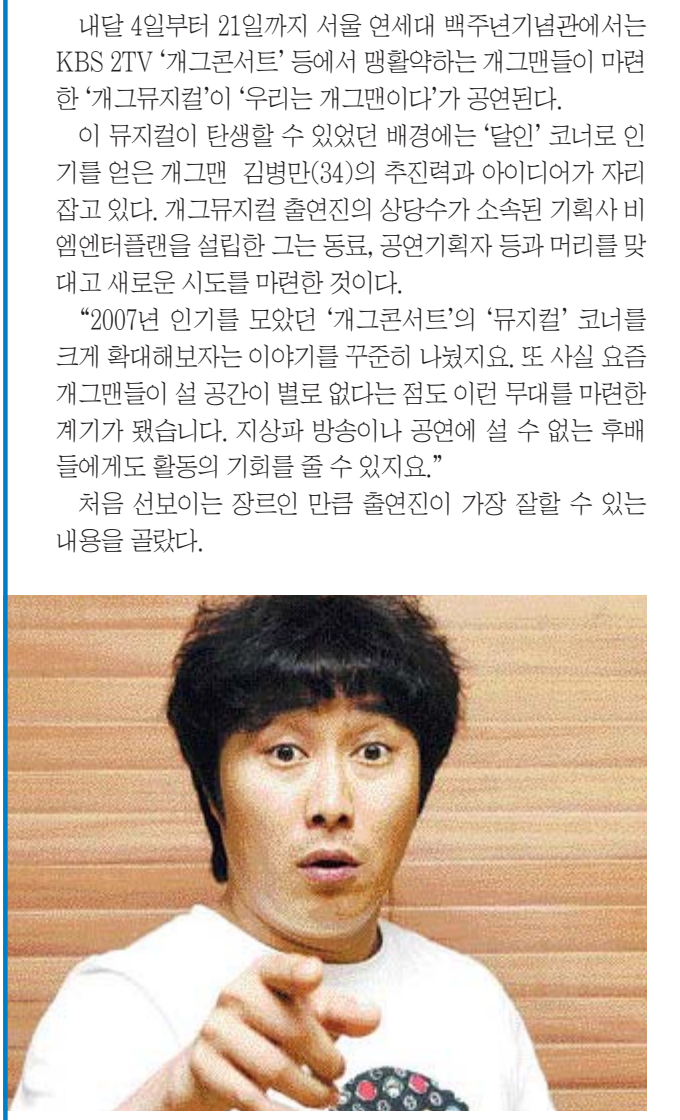 내달 4일부터 21일까지 서울 연세대 백주년기념관에서는
KBS 2TV ‘개그콘서트’ 등에서 맹활약하는 개그맨들이 마련
한 ‘개그뮤지컬’이 ‘우리는 개그맨이다’가 공연된다.
이 뮤지컬이 탄생할 수 있었던 배경에는 ‘달인’ 코너로 인
기를 얻은 개그맨 김병만(34)의 추진력과 아이디어가 자리
잡고 있다. 개그뮤지컬 출연진의 상당수가 소속된 기획사 비
엠엔터플랜을 설립한 그는 동료, 공연기획자 등과 머리를 맞
대고 새로운 시도를 마련한 것이다.
“2007년 인기를 모았던 ‘개그콘서트’의 ‘뮤지컬’ 코너를
크게 확대해보자는 이야기를 꾸준히 나눴지요. 또 사실 요즘
개그맨들이 설 공간이 별로 없다는 점도 이런 무대를 마련한
계기가 됐습니다. 지상파 방송이나 공연에 설 수 없는 후배
들에게도 활동의 기회를 줄 수 있지요.”
처음 선보이는 장르인 만큼 출연진이 가장 잘할 수 있는
내용을 골랐다.